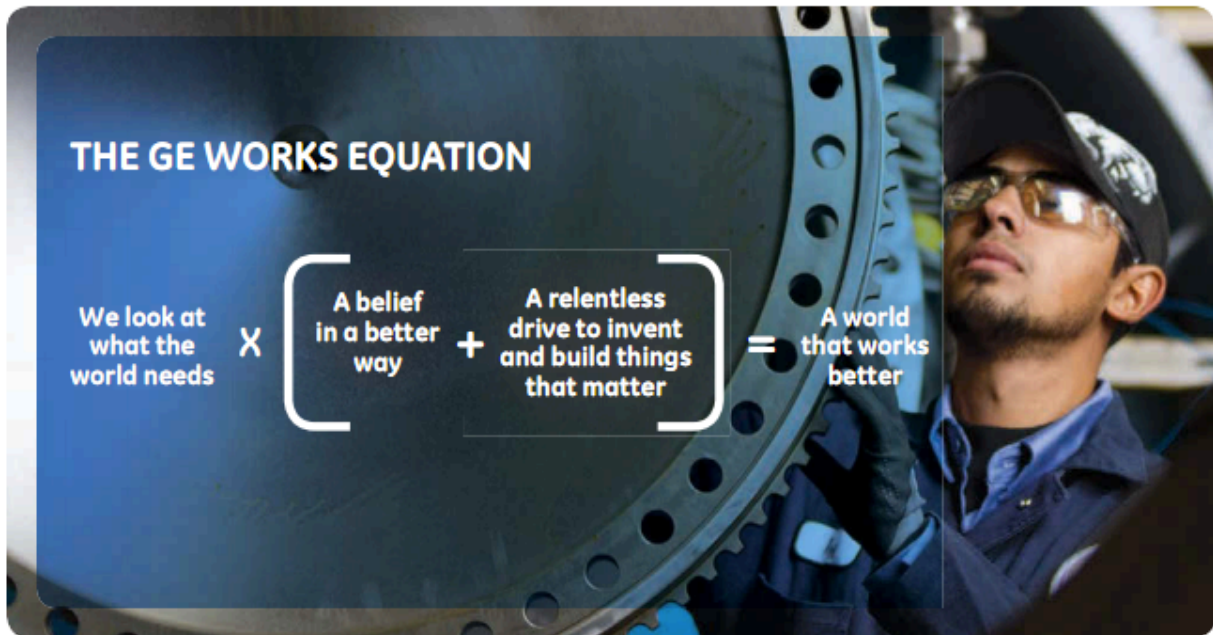 THE GE WORKS EQUATION
We look at
what the
world needs
X
A belief
in a better
way
+
A relentless
drive to invent
and build things
that matter
=
A world
that works
better